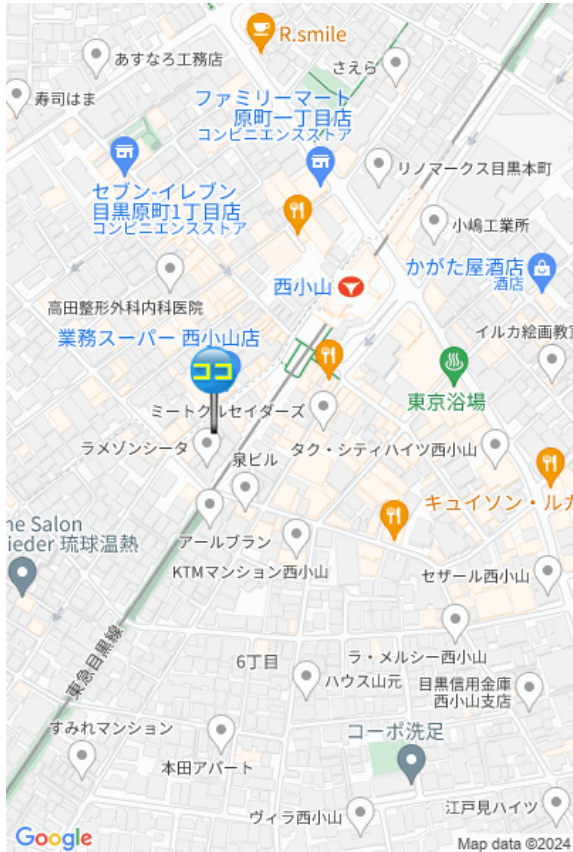 R.smile
あすなろ工務店
さえら
寿司はま
ファミリーマート
原町一丁目店
コンビニエンスストア
リノマークス目黒本町
セブン-イレブン
目黒原町1丁目店
コンビニエンスストア
小嶋工業所
かがた屋酒店
酒店
西小山
高田整形外科内科医院
業務スーパー 西小山店
イルカ絵画教室
ココ
東京浴場
ミートクルセイダーズ
ラメゾンシータ
泉ビル
タク・シティハイツ西小山
キュイソン・ルカ
he Salon
ieder 琉球温熱
アールブラン
KTMマンション西小山
セザール西小山
東急目黒線
6丁目
ラ・メルシー西小山
ハウス山元
目黒信用金庫
西小山支店
すみれマンション
コーポ洗足
本田アパート
ヴィラ西小山
江戸見ハイツ
Google
Map data ©2024